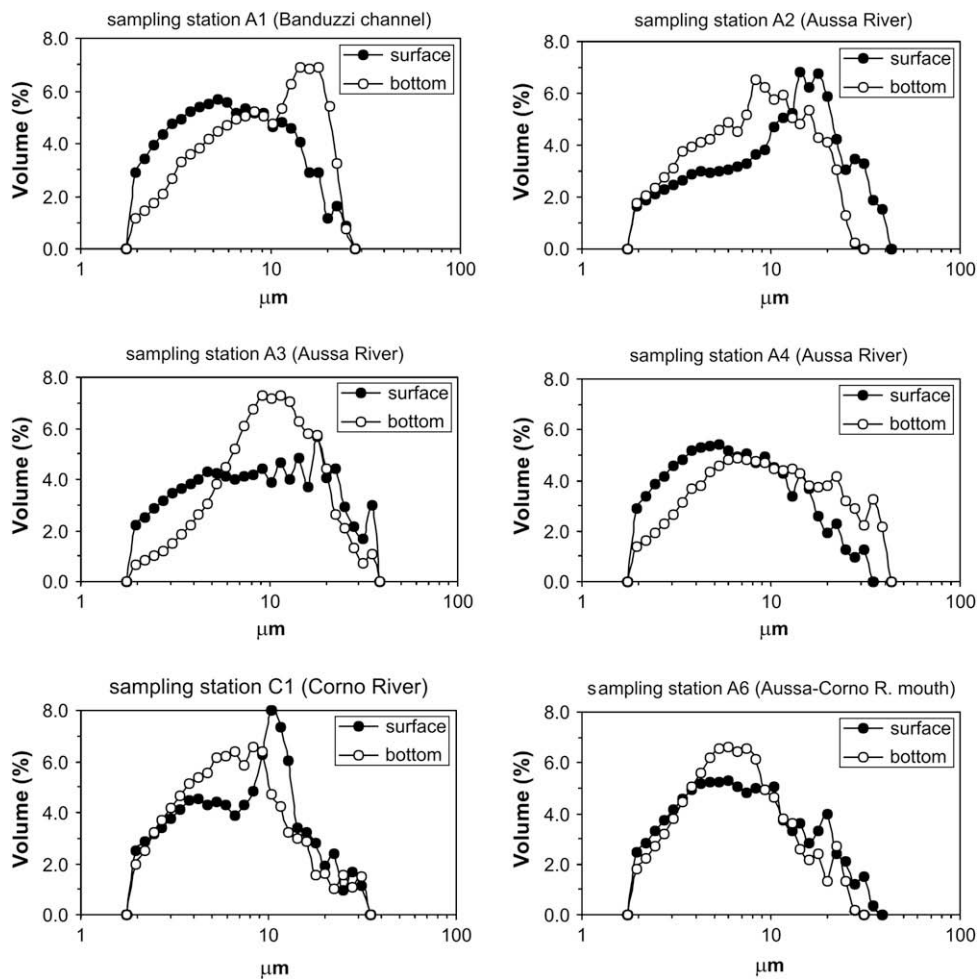 sampling station A1 (Banduzzi channel)
8.0
6.0
4.0
2.0
0.0
Volume (%)
surface
bottom
1
10
100
μm
sampling station A2 (Aussa River)
8.0
6.0
4.0
2.0
0.0
Volume (%)
surface
bottom
1
10
100
μm
sampling station A3 (Aussa River)
8.0
6.0
4.0
2.0
0.0
Volume (%)
surface
bottom
1
10
100
μm
sampling station A4 (Aussa River)
8.0
6.0
4.0
2.0
0.0
Volume (%)
surface
bottom
1
10
100
μm
sampling station C1 (Corno River)
8.0
6.0
4.0
2.0
0.0
Volume (%)
surface
bottom
1
10
100
μm
sampling station A6 (Aussa-Corno R. mouth)
8.0
6.0
4.0
2.0
0.0
Volume (%)
surface
bottom
1
10
100
μm